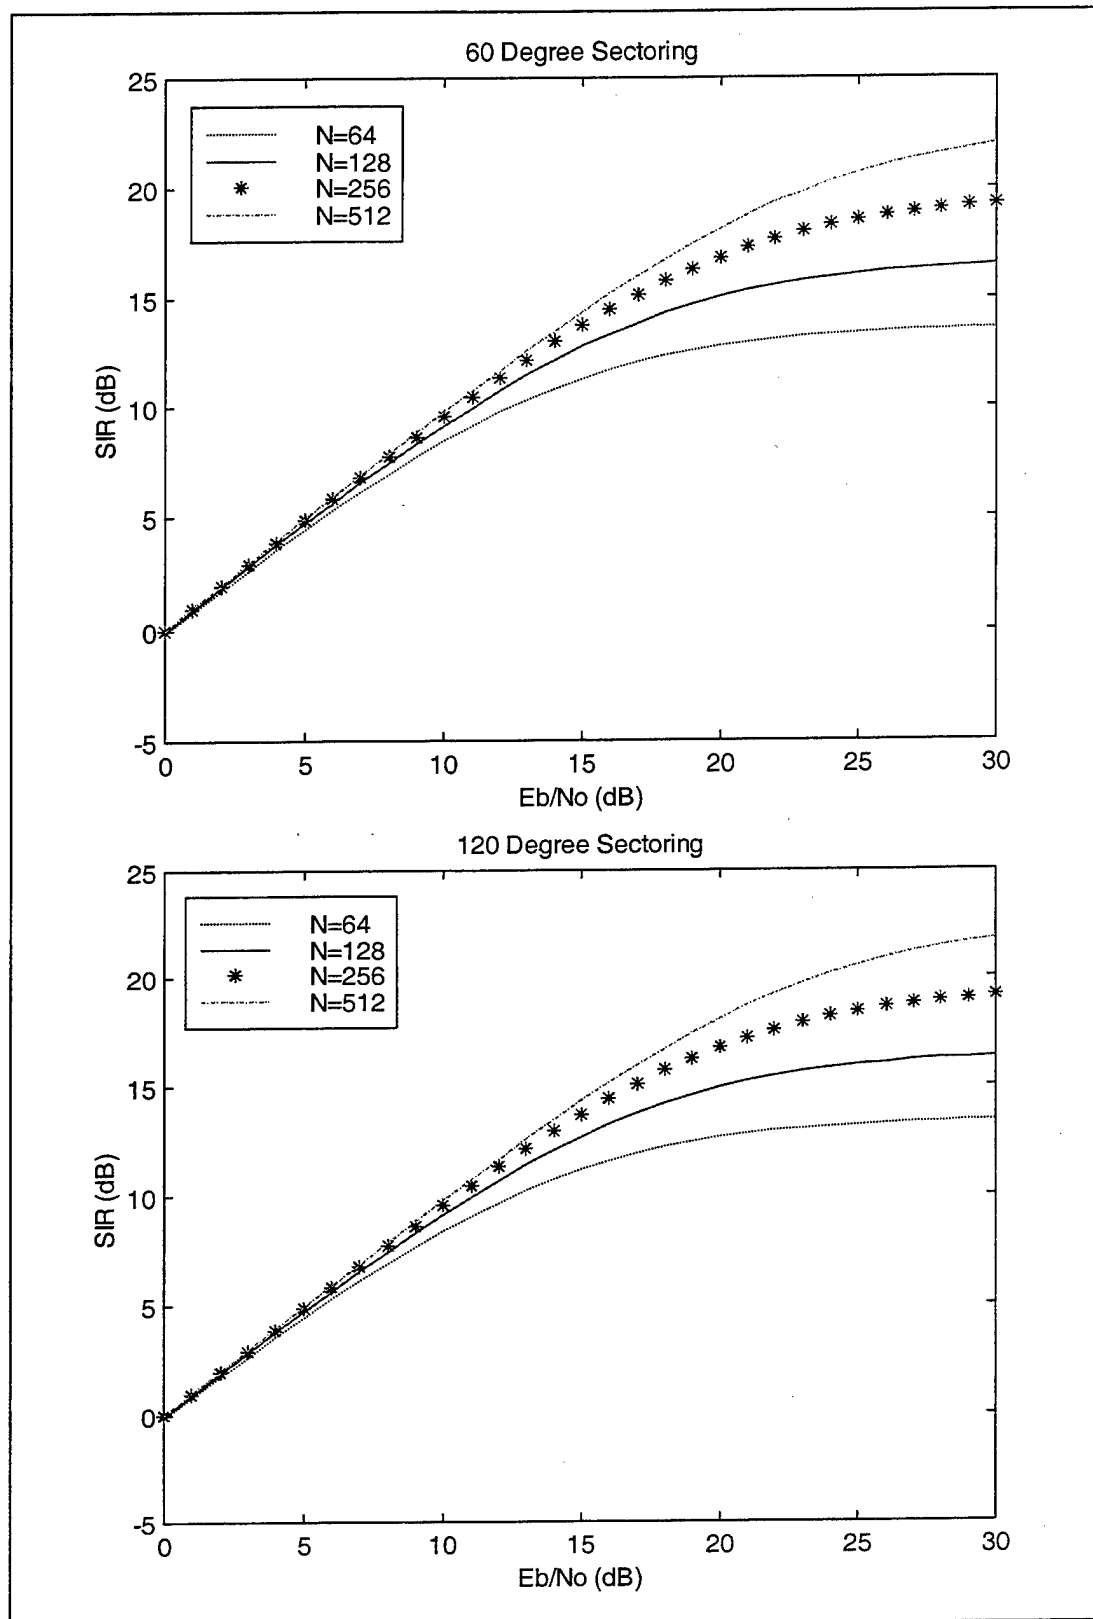 60 Degree Sectoring
25
20
15
10
5
0
-5
SIR (dB)
N=64
N=128
N=256
N=512
0 5 10 15 20 25 30
Eb/No (dB)
120 Degree Sectoring
25
20
15
10
5
0
-5
SIR (dB)
N=64
N=128
N=256
N=512
0 5 10 15 20 25 30
Eb/No (dB)